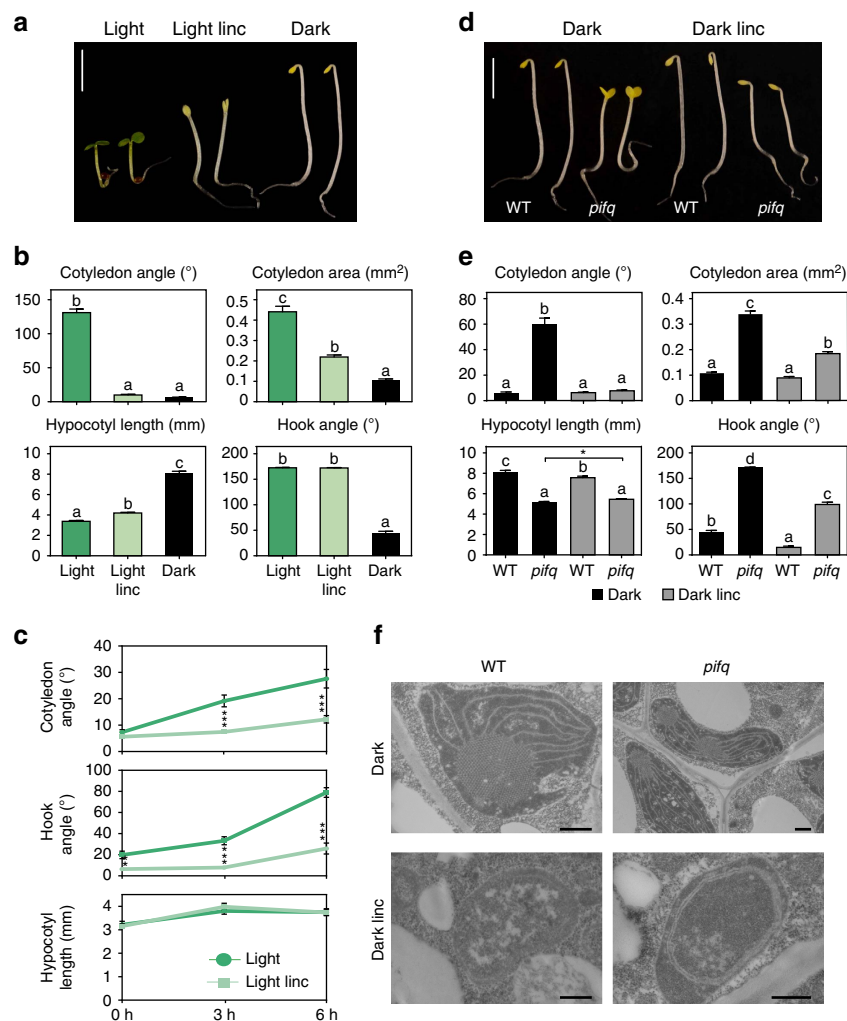 a
Light Light linc Dark
b
Cotyledon angle (°) Cotyledon area (mm2)
150
100
50
0
b a a
0.5
0.4
0.3
0.2
0.1
0
c b a
Hypocotyl length (mm) Hook angle (°)
10
8
6
4
2
0
a b c
200
150
100
50
0
b b a
Light Light linc Dark Light Light linc Dark
c
Cotyledon angle (°)
40
30
20
10
0
*** ***
Hook angle (°)
100
80
60
40
20
0
** *** ***
Hypocotyl length (mm)
4
3
2
1
0
Light
Light linc
0 h 3 h 6 h
d
Dark Dark linc
WT pifq WT pifq
e
Cotyledon angle (°) Cotyledon area (mm2)
80
60
40
20
0
a b a a
0.4
0.3
0.2
0.1
0
a c a b
Hypocotyl length (mm) Hook angle (°)
10
8
6
4
2
0
c a b a
*
200
150
100
50
0
b d a c
WT pifq WT pifq WT pifq WT pifq
Dark Dark linc
f
WT pifq
Dark
Dark linc